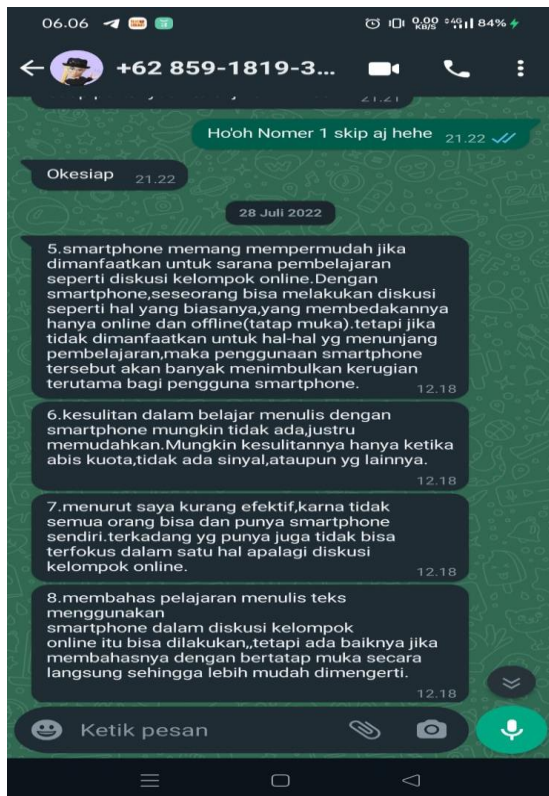 06.06
0.00 KB/S 4G 84%
+62 859-1819-3...
21.21
Ho'oh Nomer 1 skip aj hehe 21.22
Okesiap 21.22
28 Juli 2022
5.smartphone memang mempermudah jika
dimanfaatkan untuk sarana pembelajaran
seperti diskusi kelompok online.Dengan
smartphone,seseorang bisa melakukan diskusi
seperti hal yang biasanya,yang membedakannya
hanya online dan offline(tatap muka).tetapi jika
tidak dimanfaatkan untuk hal-hal yg menunjang
pembelajaran,maka penggunaan smartphone
tersebut akan banyak menimbulkan kerugian
terutama bagi pengguna smartphone.
12.18
6.kesulitan dalam belajar menulis dengan
smartphone mungkin tidak ada,justru
memudahkan.Mungkin kesulitannya hanya ketika
abis kuota,tidak ada sinyal,ataupun yg lainnya.
12.18
7.menurut saya kurang efektif,karna tidak
semua orang bisa dan punya smartphone
sendiri.terkadang yg punya juga tidak bisa
terfokus dalam satu hal apalagi diskusi
kelompok online.
12.18
8.membahas pelajaran menulis teks
menggunakan
smartphone dalam diskusi kelompok
online itu bisa dilakukan,,tetapi ada baiknya jika
membahasnya dengan bertatap muka secara
langsung sehingga lebih mudah dimengerti.
12.18
Ketik pesan